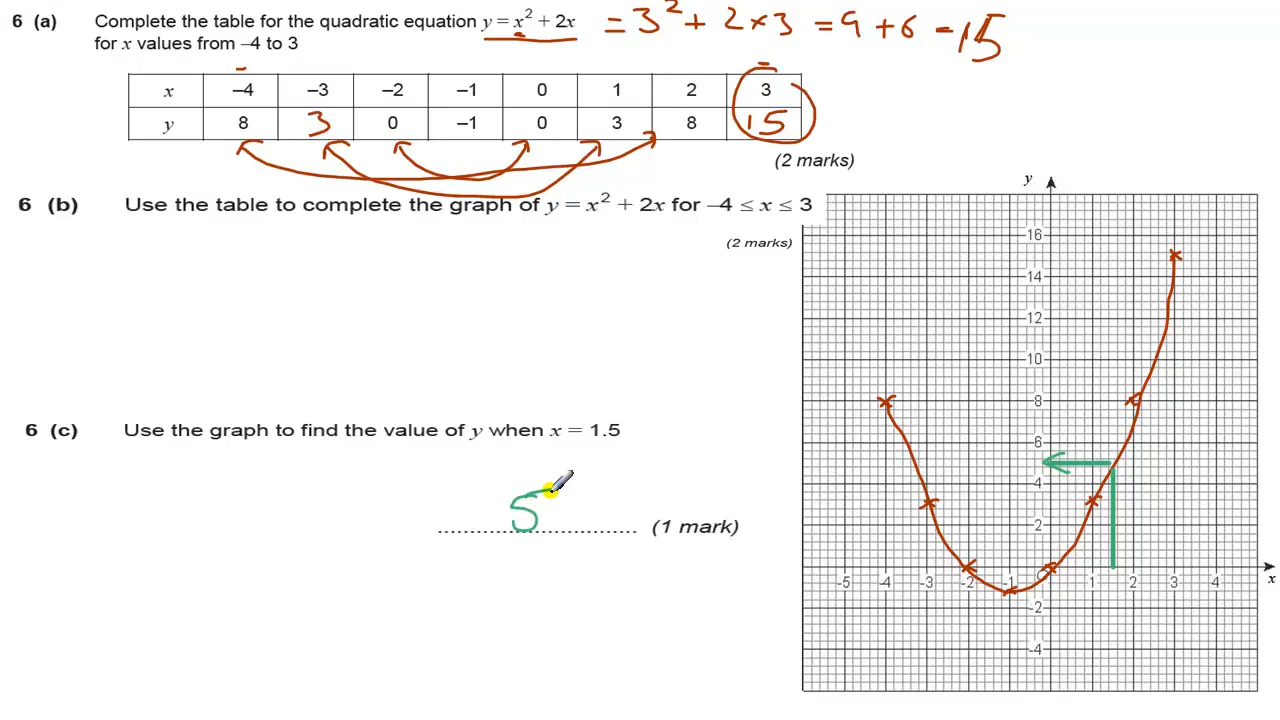 6 (a) Complete the table for the quadratic equation y = x² + 2x = 3² + 2 × 3 = 9 + 6 = 15
for x values from –4 to 3
x –4 –3 –2 –1 0 1 2 3
y 8 3 0 –1 0 3 8 15
(2 marks)
y
6 (b) Use the table to complete the graph of y = x² + 2x for –4 ≤ x ≤ 3
(2 marks)
16
14
12
10
8
6
4
2
-5 -4 -3 -2 -1 0 1 2 3 4 x
-2
-4
6 (c) Use the graph to find the value of y when x = 1.5
5
(1 mark)